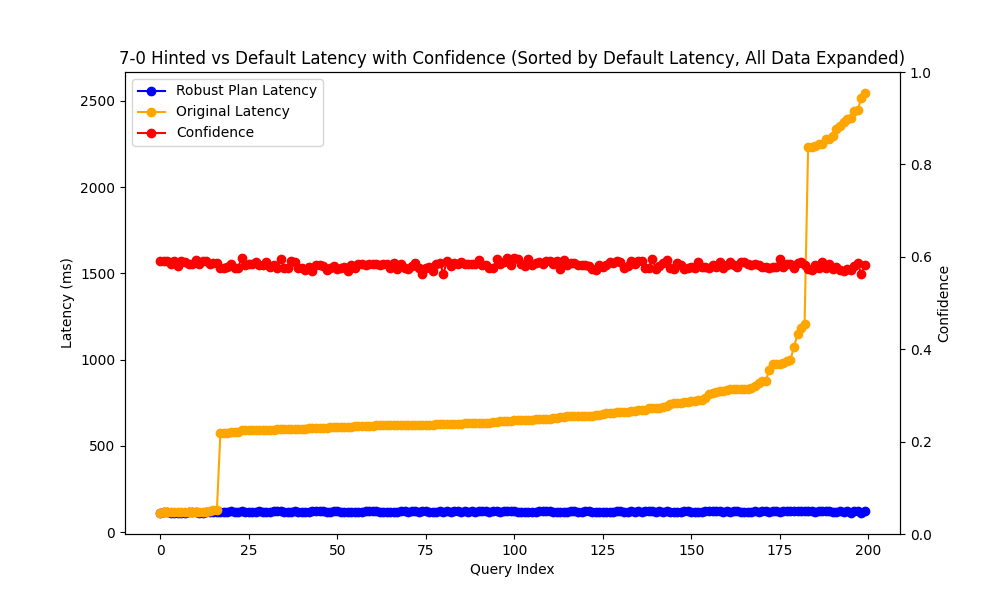 7-0 Hinted vs Default Latency with Confidence (Sorted by Default Latency, All Data Expanded)
Robust Plan Latency
Original Latency
Confidence
2500
2000
1500
1000
500
0
Latency (ms)
1.0
0.8
0.6
0.4
0.2
0.0
Confidence
0 25 50 75 100 125 150 175 200
Query Index